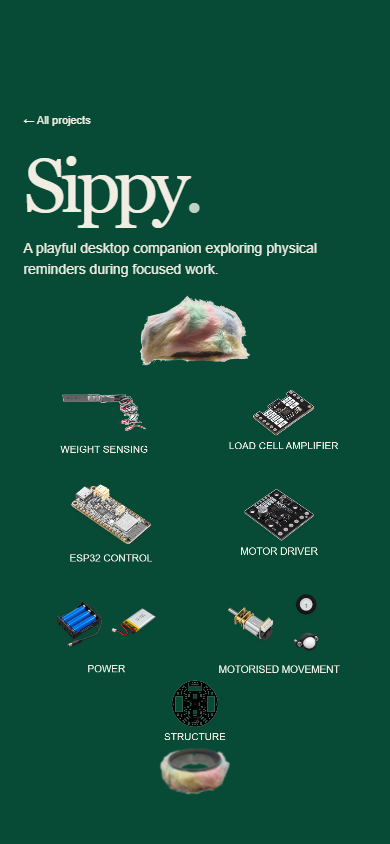 ← All projects
Sippy.
A playful desktop companion exploring physical
reminders during focused work.
WEIGHT SENSING
LOAD CELL AMPLIFIER
ESP32 CONTROL
MOTOR DRIVER
POWER
MOTORISED MOVEMENT
STRUCTURE